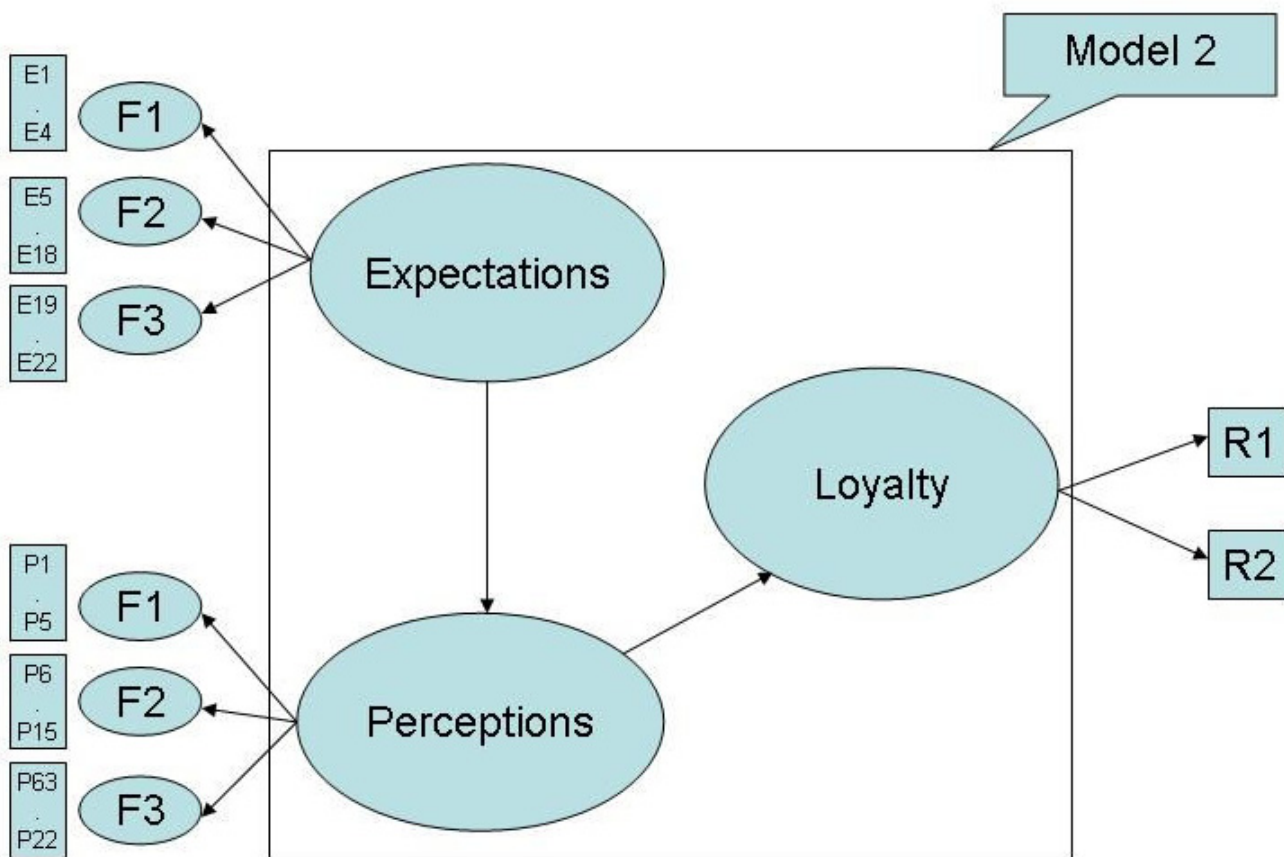 Model 2
E1
.
E4
F1
E5
.
E18
F2
E19
.
E22
F3
Expectations
Loyalty
R1
R2
P1
.
P5
F1
P6
.
P15
F2
P63
.
P22
F3
Perceptions